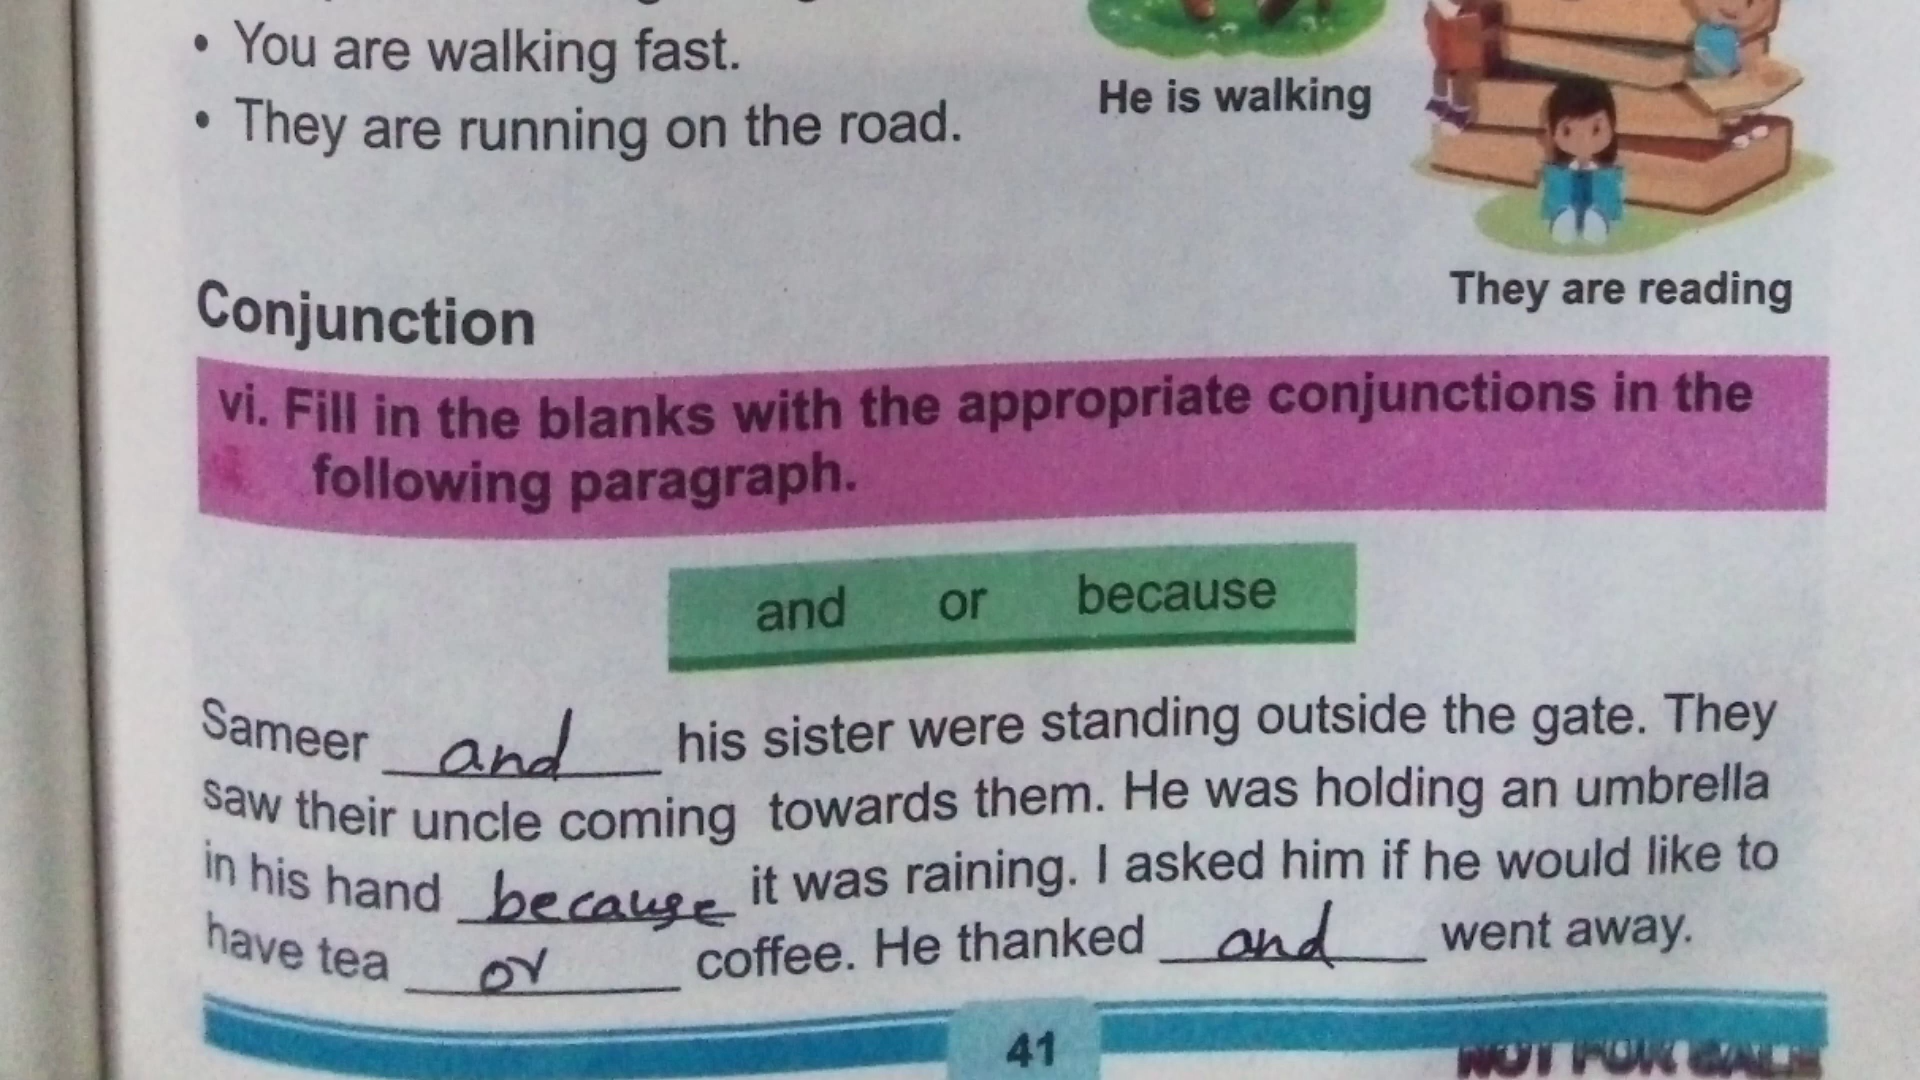 • You are walking fast.
• They are running on the road.
He is walking
They are reading
Conjunction
vi. Fill in the blanks with the appropriate conjunctions in the
following paragraph.
and or because
Sameer and his sister were standing outside the gate. They
saw their uncle coming towards them. He was holding an umbrella
in his hand because it was raining. I asked him if he would like to
have tea or coffee. He thanked and went away.
41
NOT FOR SALE